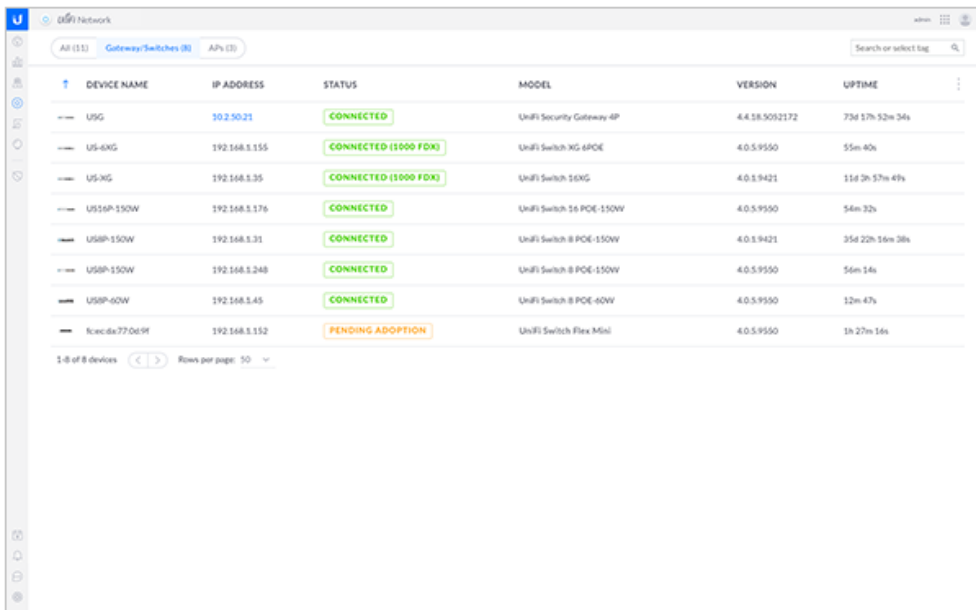 UniFi Network admin
All (11) Gateway/Switches (8) APs (3) Search or select tag
DEVICE NAME IP ADDRESS STATUS MODEL VERSION UPTIME
USG 10.2.50.21 CONNECTED UniFi Security Gateway 4P 4.4.18.5052172 73d 17h 52m 34s
US-6XG 192.168.1.155 CONNECTED (1000 FDX) UniFi Switch XG 6POE 4.0.5.9550 55m 40s
US-XG 192.168.1.35 CONNECTED (1000 FDX) UniFi Switch 16XG 4.0.1.9421 11d 3h 57m 49s
US16P-150W 192.168.1.176 CONNECTED UniFi Switch 16 POE-150W 4.0.5.9550 54m 32s
US8P-150W 192.168.1.31 CONNECTED UniFi Switch 8 POE-150W 4.0.1.9421 35d 22h 16m 38s
US8P-150W 192.168.1.248 CONNECTED UniFi Switch 8 POE-150W 4.0.5.9550 56m 14s
US8P-60W 192.168.1.45 CONNECTED UniFi Switch 8 POE-60W 4.0.5.9550 12m 47s
fc:ec:da:77:0d:9f 192.168.1.152 PENDING ADOPTION UniFi Switch Flex Mini 4.0.5.9550 1h 27m 16s
1-8 of 8 devices Rows per page: 50